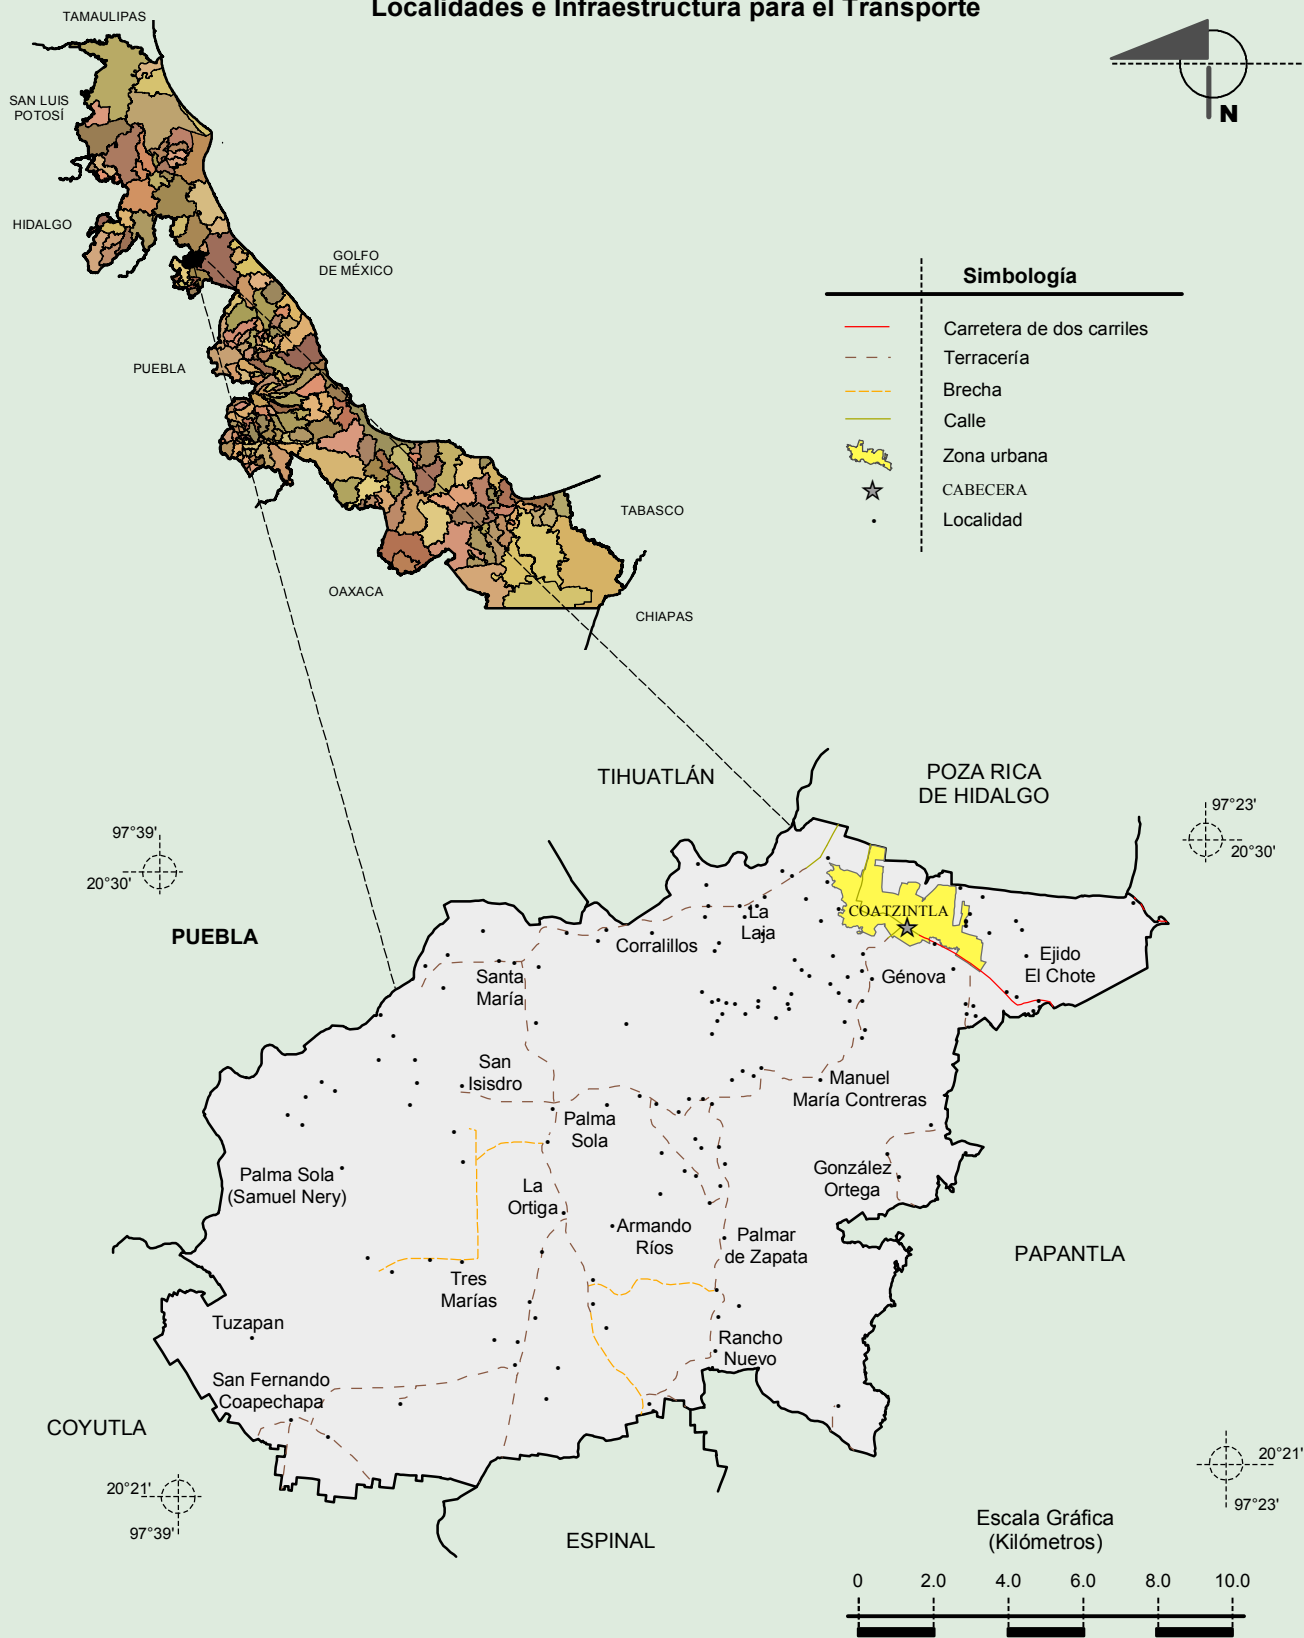 Localidades e Infraestructura para el Transporte
TAMAULIPAS
SAN LUIS
POTOSÍ
HIDALGO
GOLFO
DE MÉXICO
PUEBLA
TABASCO
OAXACA
CHIAPAS
N
Simbología
Carretera de dos carriles
Terracería
Brecha
Calle
Zona urbana
CABECERA
Localidad
TIHUATLÁN
POZA RICA
DE HIDALGO
97°39'
20°30'
97°23'
20°30'
PUEBLA
COATZINTLA
La
Laja
Corralillos
Santa
María
Génova
Ejido
El Chote
San
Isisdro
Manuel
María Contreras
Palma
Sola
Palma Sola
(Samuel Nery)
González
Ortega
La
Ortiga
Armando
Ríos
Palmar
de Zapata
PAPANTLA
Tres
Marías
Tuzapan
Rancho
Nuevo
San Fernando
Coapechapa
COYUTLA
20°21'
97°39'
20°21'
97°23'
ESPINAL
Escala Gráfica
(Kilómetros)
0 2.0 4.0 6.0 8.0 10.0